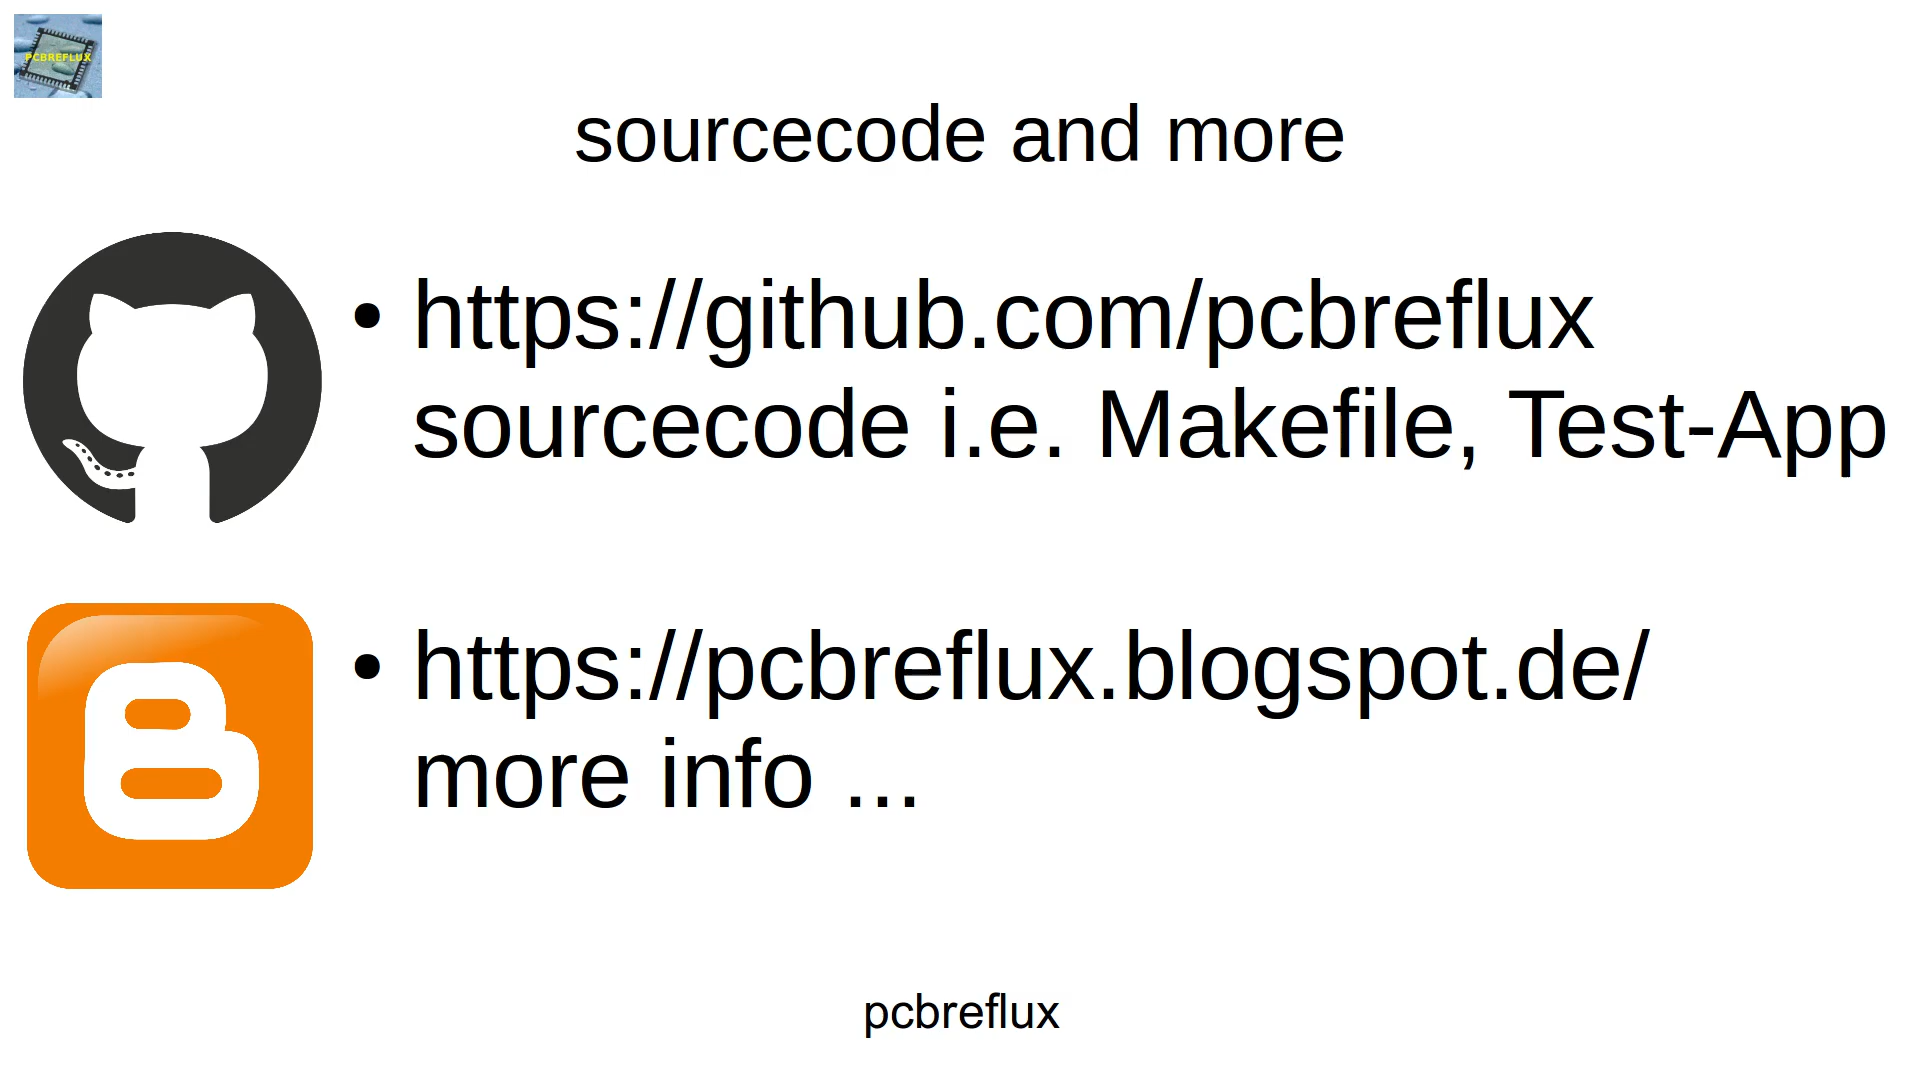 PCBREFLUX
sourcecode and more
• https://github.com/pcbreflux
sourcecode i.e. Makefile, Test-App
• https://pcbreflux.blogspot.de/
more info ...
pcbreflux